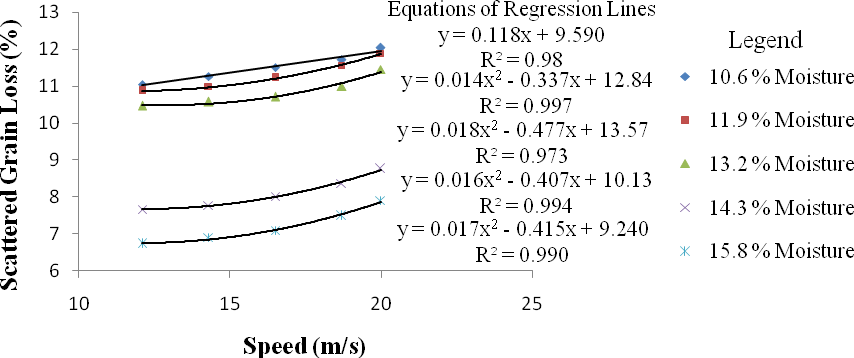 Equations of Regression Lines
y = 0.118x + 9.590
R² = 0.98
y = 0.014x² - 0.337x + 12.84
R² = 0.997
y = 0.018x² - 0.477x + 13.57
R² = 0.973
y = 0.016x² - 0.407x + 10.13
R² = 0.994
y = 0.017x² - 0.415x + 9.240
R² = 0.990
Legend
10.6 % Moisture
11.9 % Moisture
13.2 % Moisture
14.3 % Moisture
15.8 % Moisture
Scattered Grain Loss (%)
13
12
11
10
9
8
7
6
10
15
20
25
Speed (m/s)